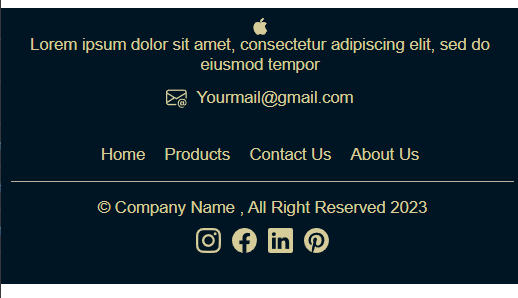 Lorem ipsum dolor sit amet, consectetur adipiscing elit, sed do
eiusmod tempor
Yourmail@gmail.com
Home Products Contact Us About Us
© Company Name , All Right Reserved 2023